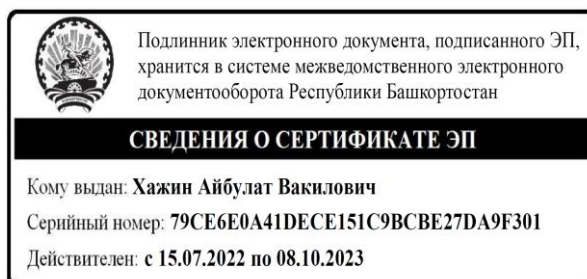 Подлинник электронного документа, подписанного ЭП,
хранится в системе межведомственного электронного
документооборота Республики Башкортостан
СВЕДЕНИЯ О СЕРТИФИКАТЕ ЭП
Кому выдан: Хажин Айбулат Вакилович
Серийный номер: 79CE6E0A41DECE151C9BCBE27DA9F301
Действителен: с 15.07.2022 по 08.10.2023